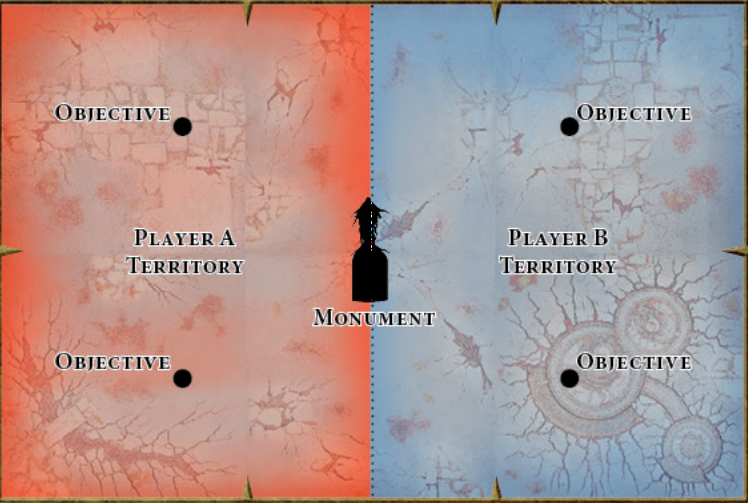 Objective
Objective
Player A
Territory
Player B
Territory
Monument
Objective
Objective